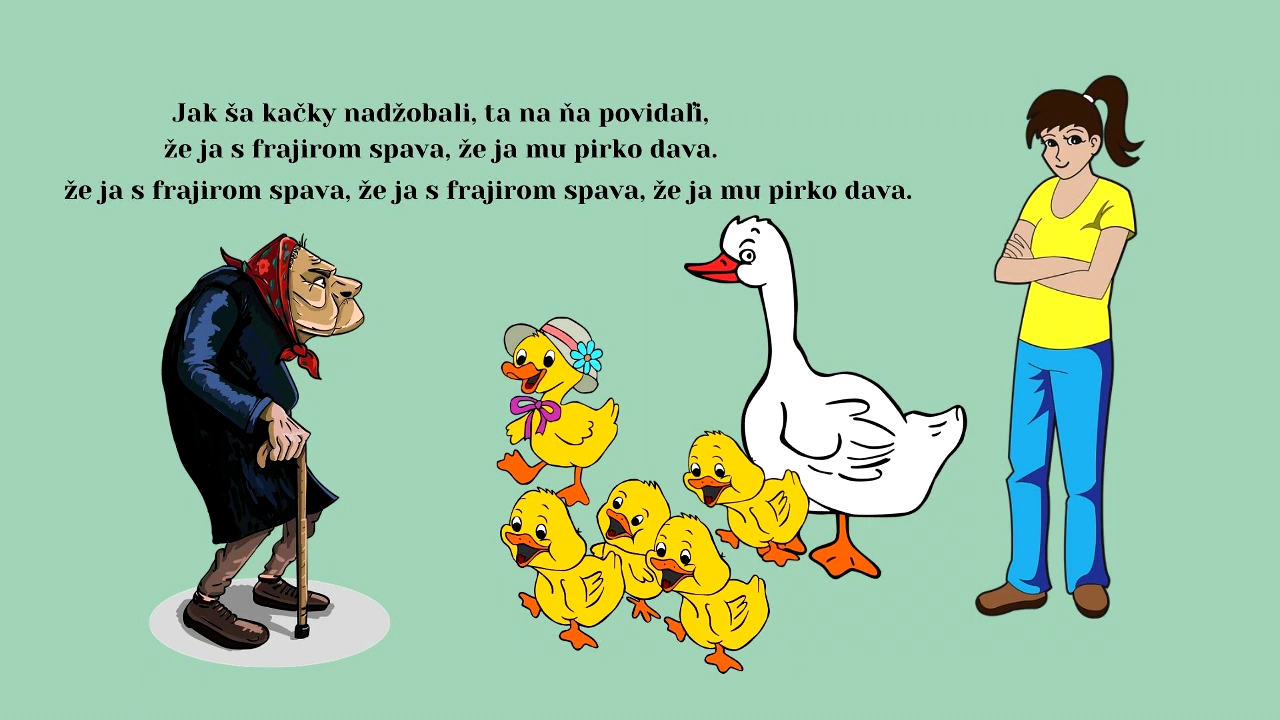 Jak ša kačky nadžobali, ta na ňa povidaľi,
že ja s frajirom spava, že ja mu pirko dava.
že ja s frajirom spava, že ja s frajirom spava, že ja mu pirko dava.